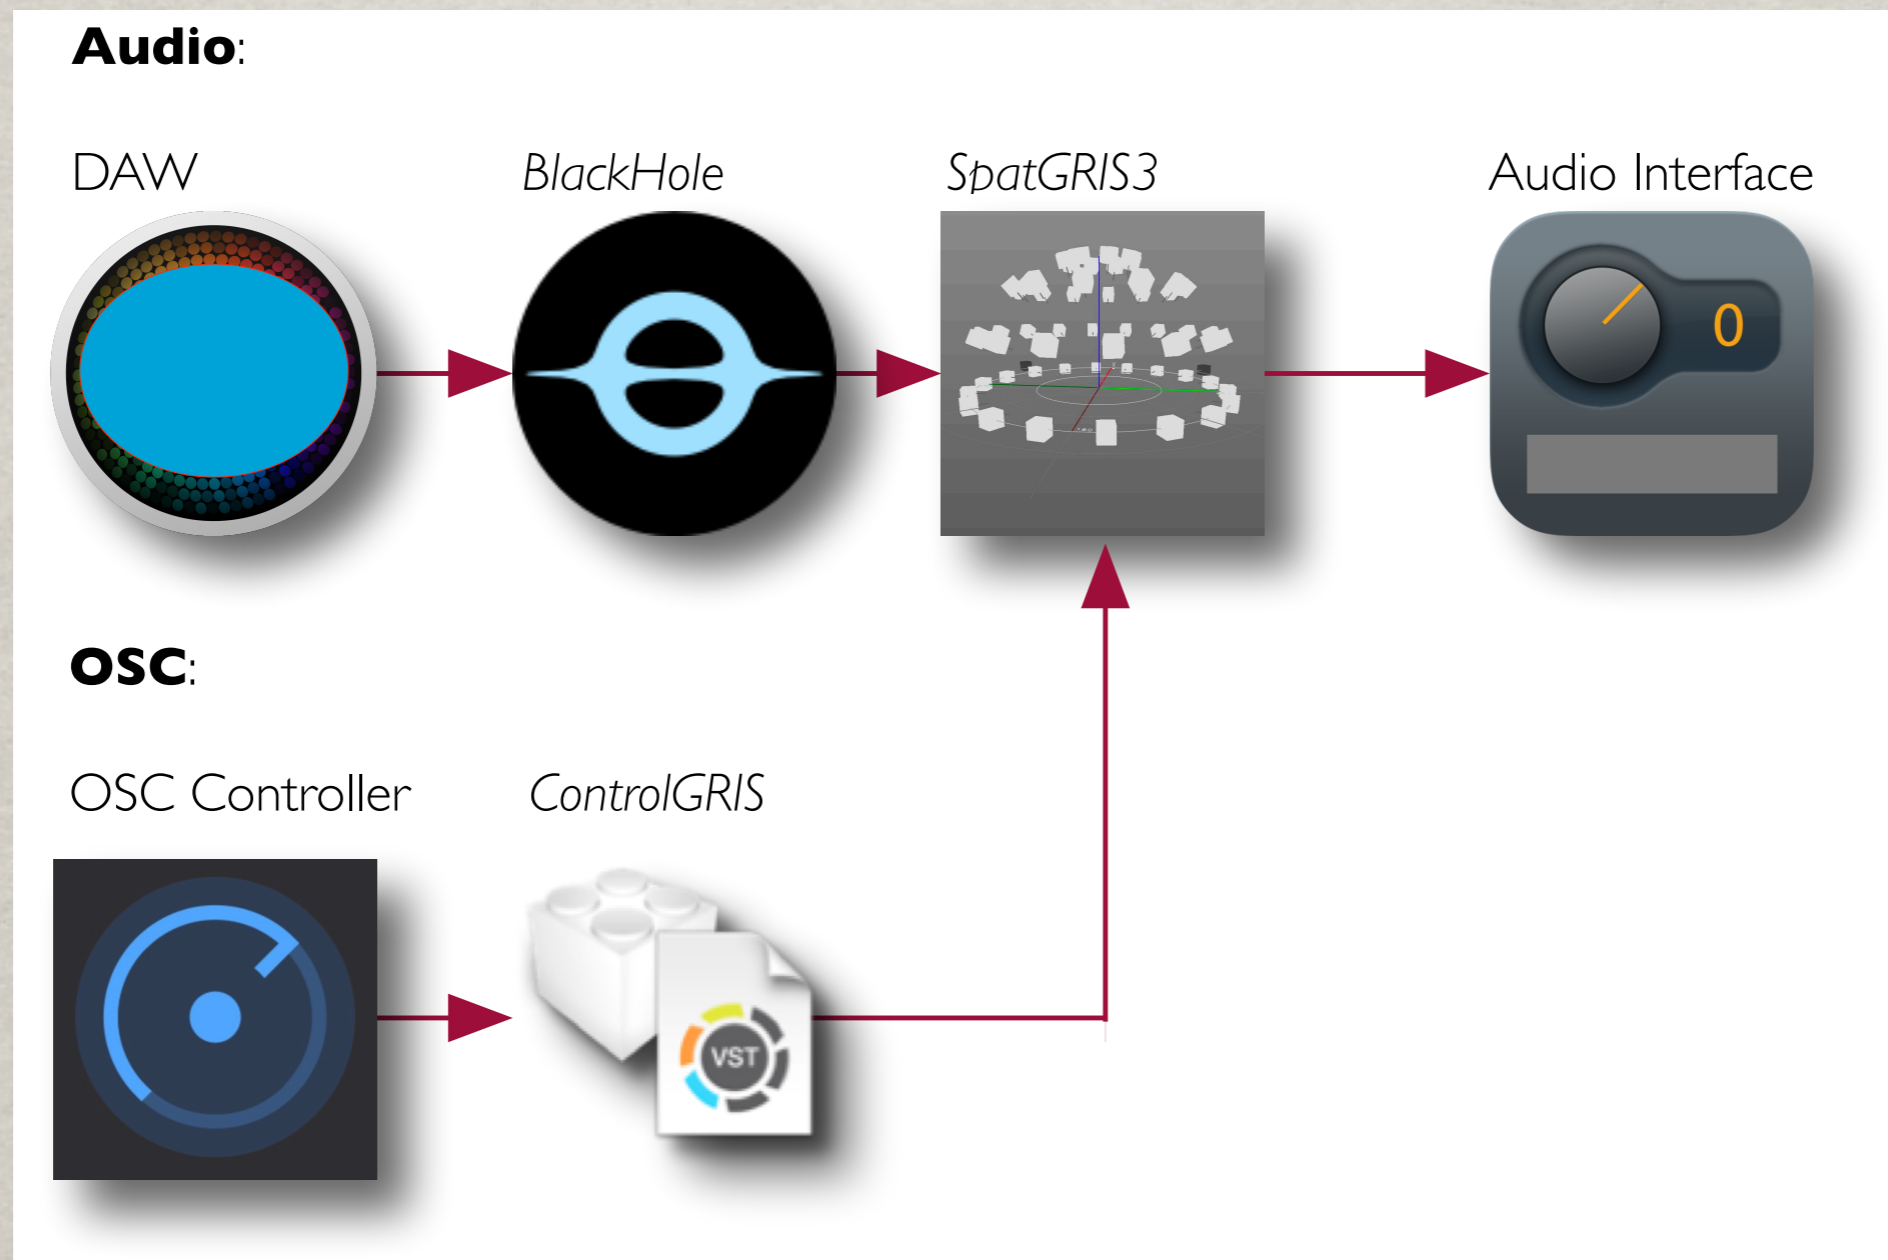 Audio:
DAW
BlackHole
SpatGRIS3
Audio Interface
0
OSC:
OSC Controller
ControlGRIS
VST